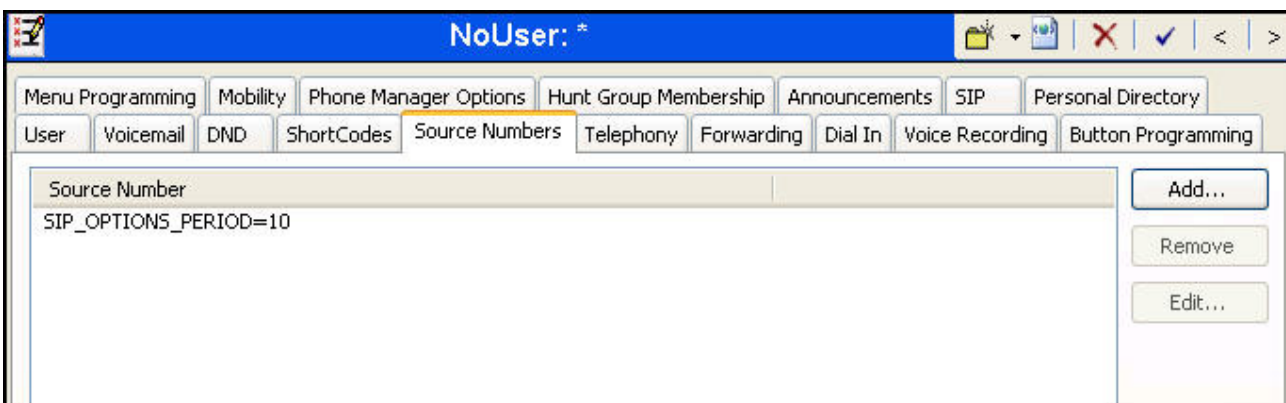 NoUser: *
Menu Programming Mobility Phone Manager Options Hunt Group Membership Announcements SIP Personal Directory
User Voicemail DND ShortCodes Source Numbers Telephony Forwarding Dial In Voice Recording Button Programming
Source Number
Add...
SIP_OPTIONS_PERIOD=10
Remove
Edit...